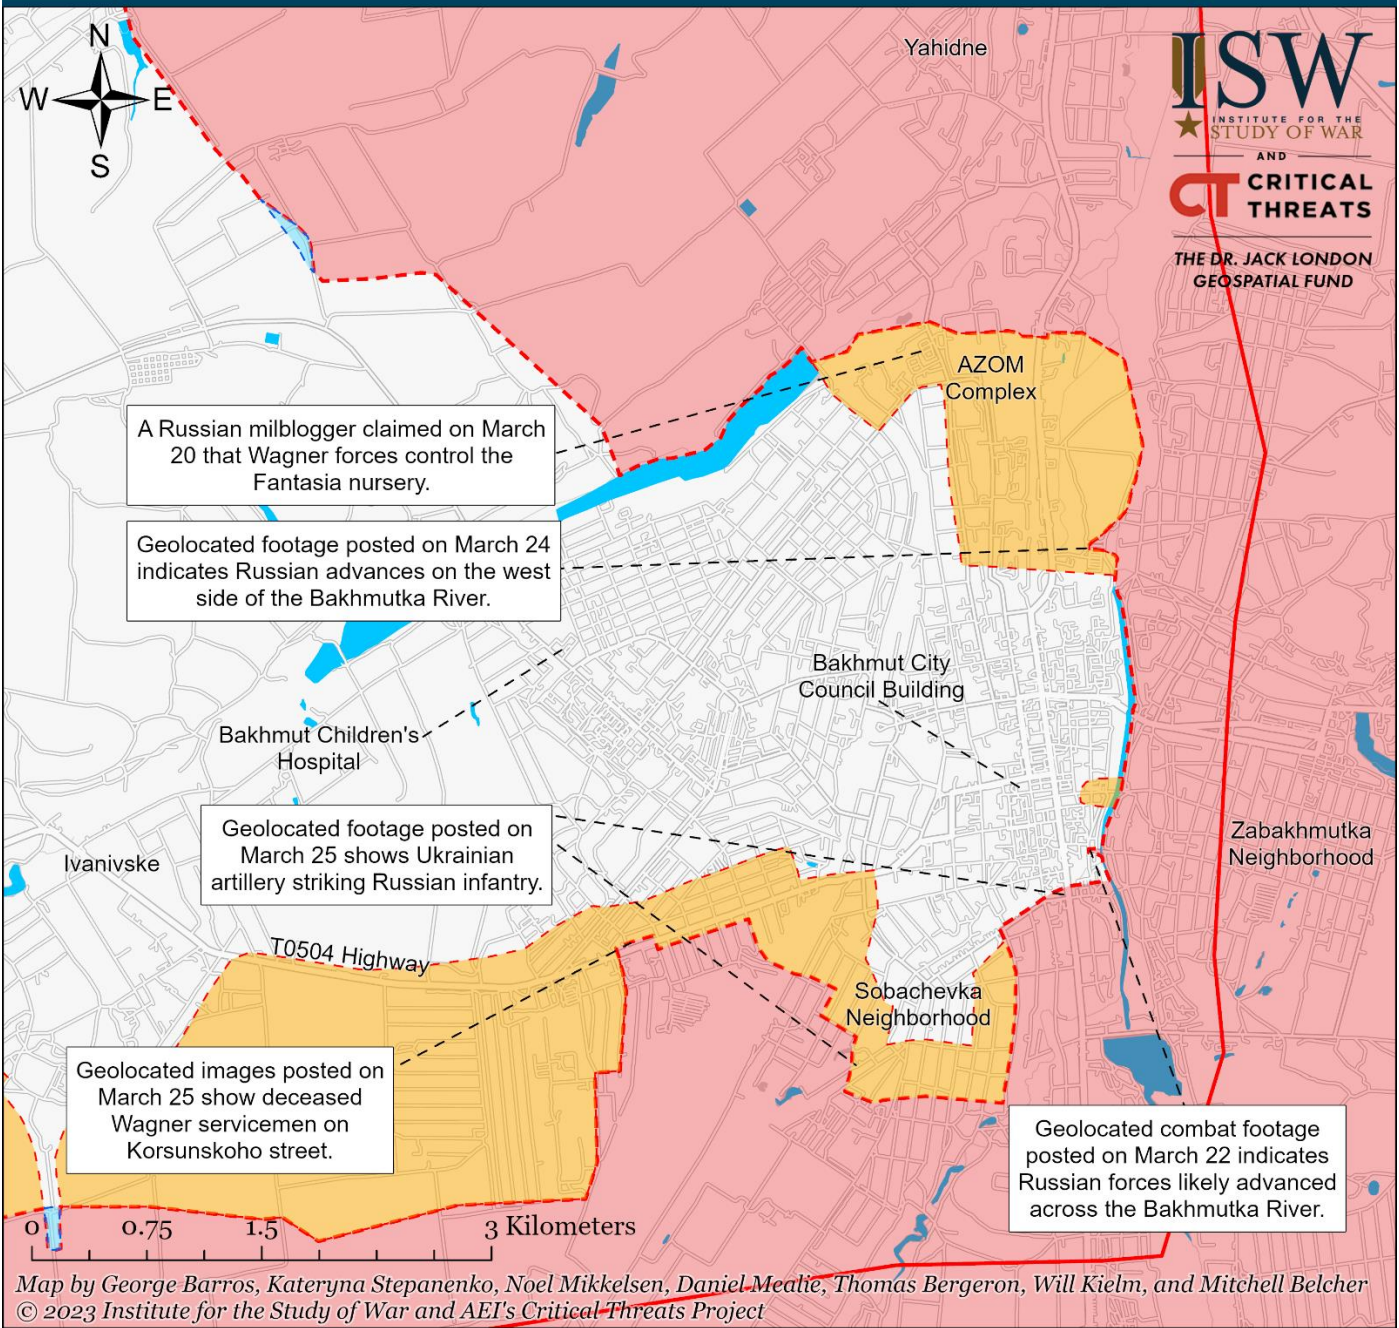 N
W
E
S
Yahidne
ISW
INSTITUTE FOR THE
STUDY OF WAR
AND
CT CRITICAL
THREATS
THE DR. JACK LONDON
GEOSPATIAL FUND
AZOM
Complex
A Russian milblogger claimed on March
20 that Wagner forces control the
Fantasia nursery.
Geolocated footage posted on March 24
indicates Russian advances on the west
side of the Bakhmutka River.
Bakhmut City
Council Building
Bakhmut Children's
Hospital
Geolocated footage posted on
March 25 shows Ukrainian
artillery striking Russian infantry.
Zabakhmutka
Neighborhood
Ivanivske
T0504 Highway
Sobachevka
Neighborhood
Geolocated images posted on
March 25 show deceased
Wagner servicemen on
Korsunskoho street.
Geolocated combat footage
posted on March 22 indicates
Russian forces likely advanced
across the Bakhmutka River.
0 0.75 1.5 3 Kilometers
Map by George Barros, Kateryna Stepanenko, Noel Mikkelsen, Daniel Mealie, Thomas Bergeron, Will Kielm, and Mitchell Belcher
© 2023 Institute for the Study of War and AEI's Critical Threats Project